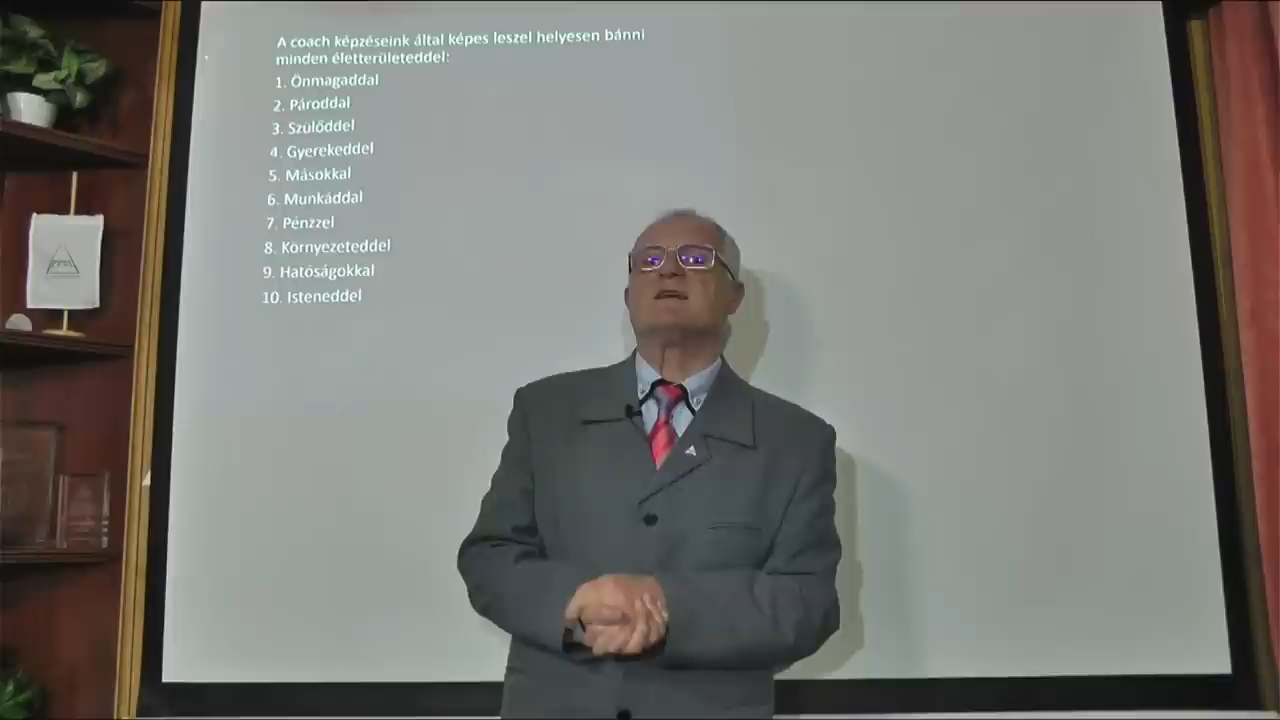 A coach képzéseink által képes leszel helyesen bánni
minden életterületeddel:
1. Önmagaddal
2. Pároddal
3. Szülőddel
4. Gyerekeddel
5. Másokkal
6. Munkáddal
7. Pénzzel
8. Környezeteddel
9. Hatóságokkal
10. Isteneddel